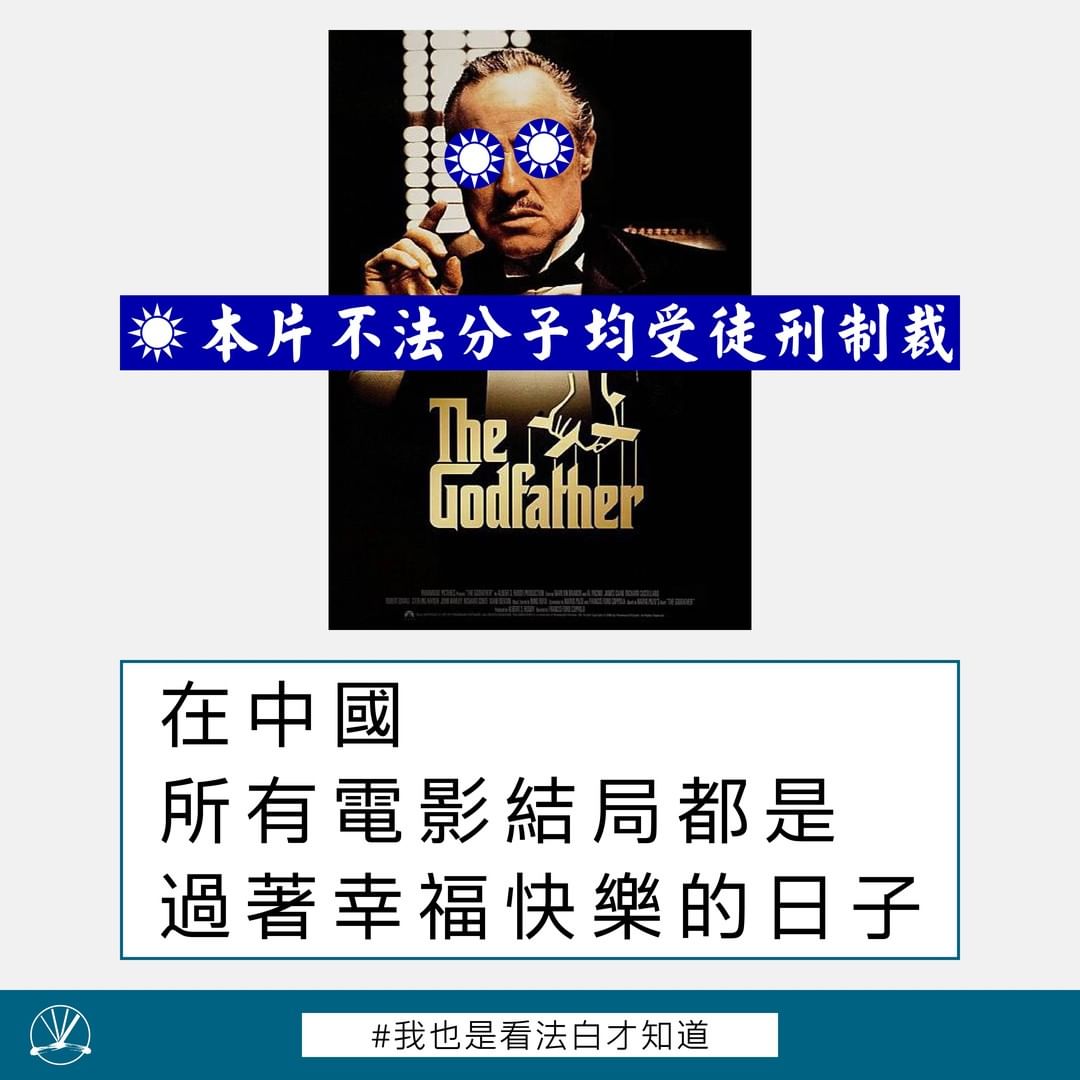 本片不法分子均受徒刑制裁
The
Godfather
在中國
所有電影結局都是
過著幸福快樂的日子
#我也是看法白才知道